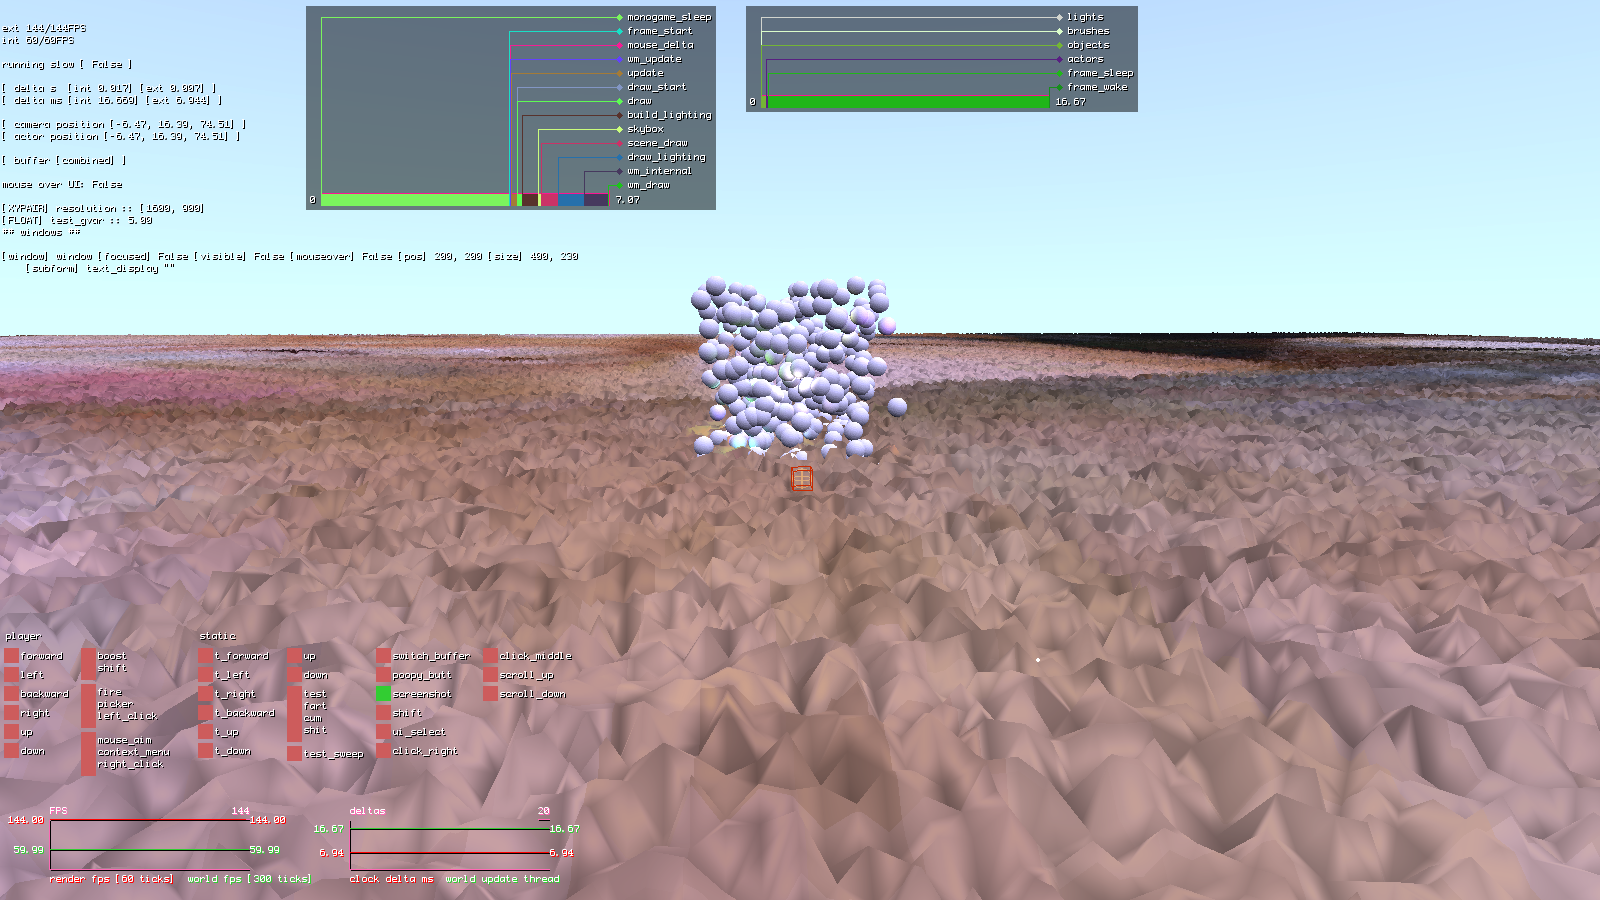 ext 144/144FPS
int 60/60FPS
running slow [ False ]
[ delta s  [int 0.017] [ext 0.007] ]
[ delta ms [int 16.669] [ext 6.944] ]
[ camera position [-6.47, 16.39, 74.51] ]
[ actor position [-6.47, 16.39, 74.51] ]
[ buffer [combined] ]
mouse over UI: False
[XYPAIR] resolution :: [1600, 900]
[FLOAT] test_gvar :: 5.00
** windows **
[window] window [focused] False [visible] False [mouseover] False [pos] 200, 200 [size] 400, 230
[subform] text_display ""
monogame_sleep
frame_start
mouse_delta
wm_update
update
draw_start
draw
build_lighting
skybox
scene_draw
draw_lighting
wm_internal
wm_draw
0 7.07
lights
brushes
objects
actors
frame_sleep
frame_wake
0 16.67
player
forward
left
backward
right
up
down
boost
shift
fire
picker
left_click
mouse_aim
context_menu
right_click
static
t_forward
t_left
t_right
t_backward
t_up
t_down
up
down
test
fart
cum
shit
test_sweep
switch_buffer
poopy_butt
screenshot
shift
ui_select
click_right
click_middle
scroll_up
scroll_down
FPS 144
144.00 144.00
59.99 59.99
render fps [60 ticks] world fps [300 ticks]
deltas 20
16.67 16.67
6.94 6.94
clock delta ms world update thread